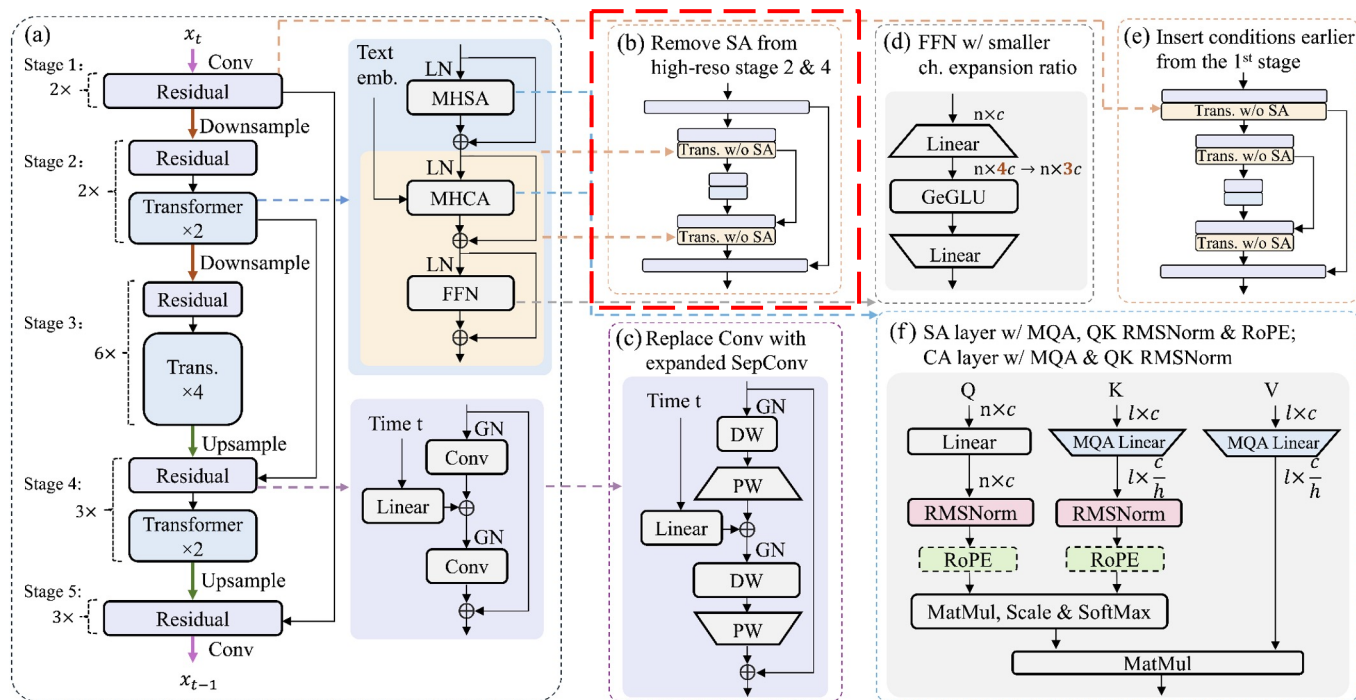 (a)
x_t
Conv
Stage 1:
2×
Residual
Downsample
Stage 2:
2×
Residual
Transformer
×2
Downsample
Stage 3:
6×
Residual
Trans.
×4
Upsample
Stage 4:
3×
Residual
Transformer
×2
Upsample
Stage 5:
3×
Residual
Conv
x_{t−1}
Text
emb.
LN
MHSA
LN
MHCA
LN
FFN
Time t
GN
Conv
Linear
GN
Conv
(b) Remove SA from
high-reso stage 2 & 4
Trans. w/o SA
Trans. w/o SA
(c) Replace Conv with
expanded SepConv
Time t
GN
DW
PW
Linear
GN
DW
PW
(d) FFN w/ smaller
ch. expansion ratio
n×c
Linear
n×4c → n×3c
GeGLU
Linear
(e) Insert conditions earlier
from the 1st stage
Trans. w/o SA
Trans. w/o SA
Trans. w/o SA
(f) SA layer w/ MQA, QK RMSNorm & RoPE;
CA layer w/ MQA & QK RMSNorm
Q K V
n×c l×c l×c
Linear MQA Linear MQA Linear
n×c l×c/h l×c/h
RMSNorm RMSNorm
RoPE RoPE
MatMul, Scale & SoftMax
MatMul